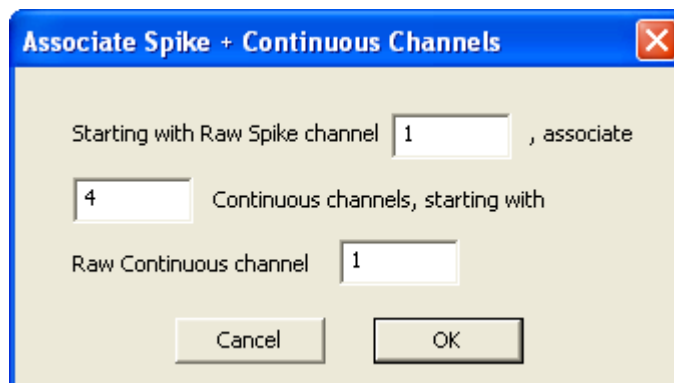 Associate Spike + Continuous Channels
Starting with Raw Spike channel 1 , associate
4 Continuous channels, starting with
Raw Continuous channel 1
Cancel OK